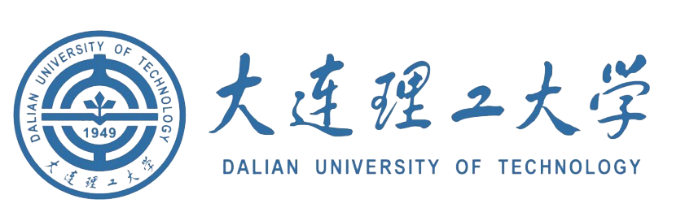 DALIAN UNIVERSITY OF TECHNOLOGY
1949
大连理工大学
大连理工大学
DALIAN UNIVERSITY OF TECHNOLOGY